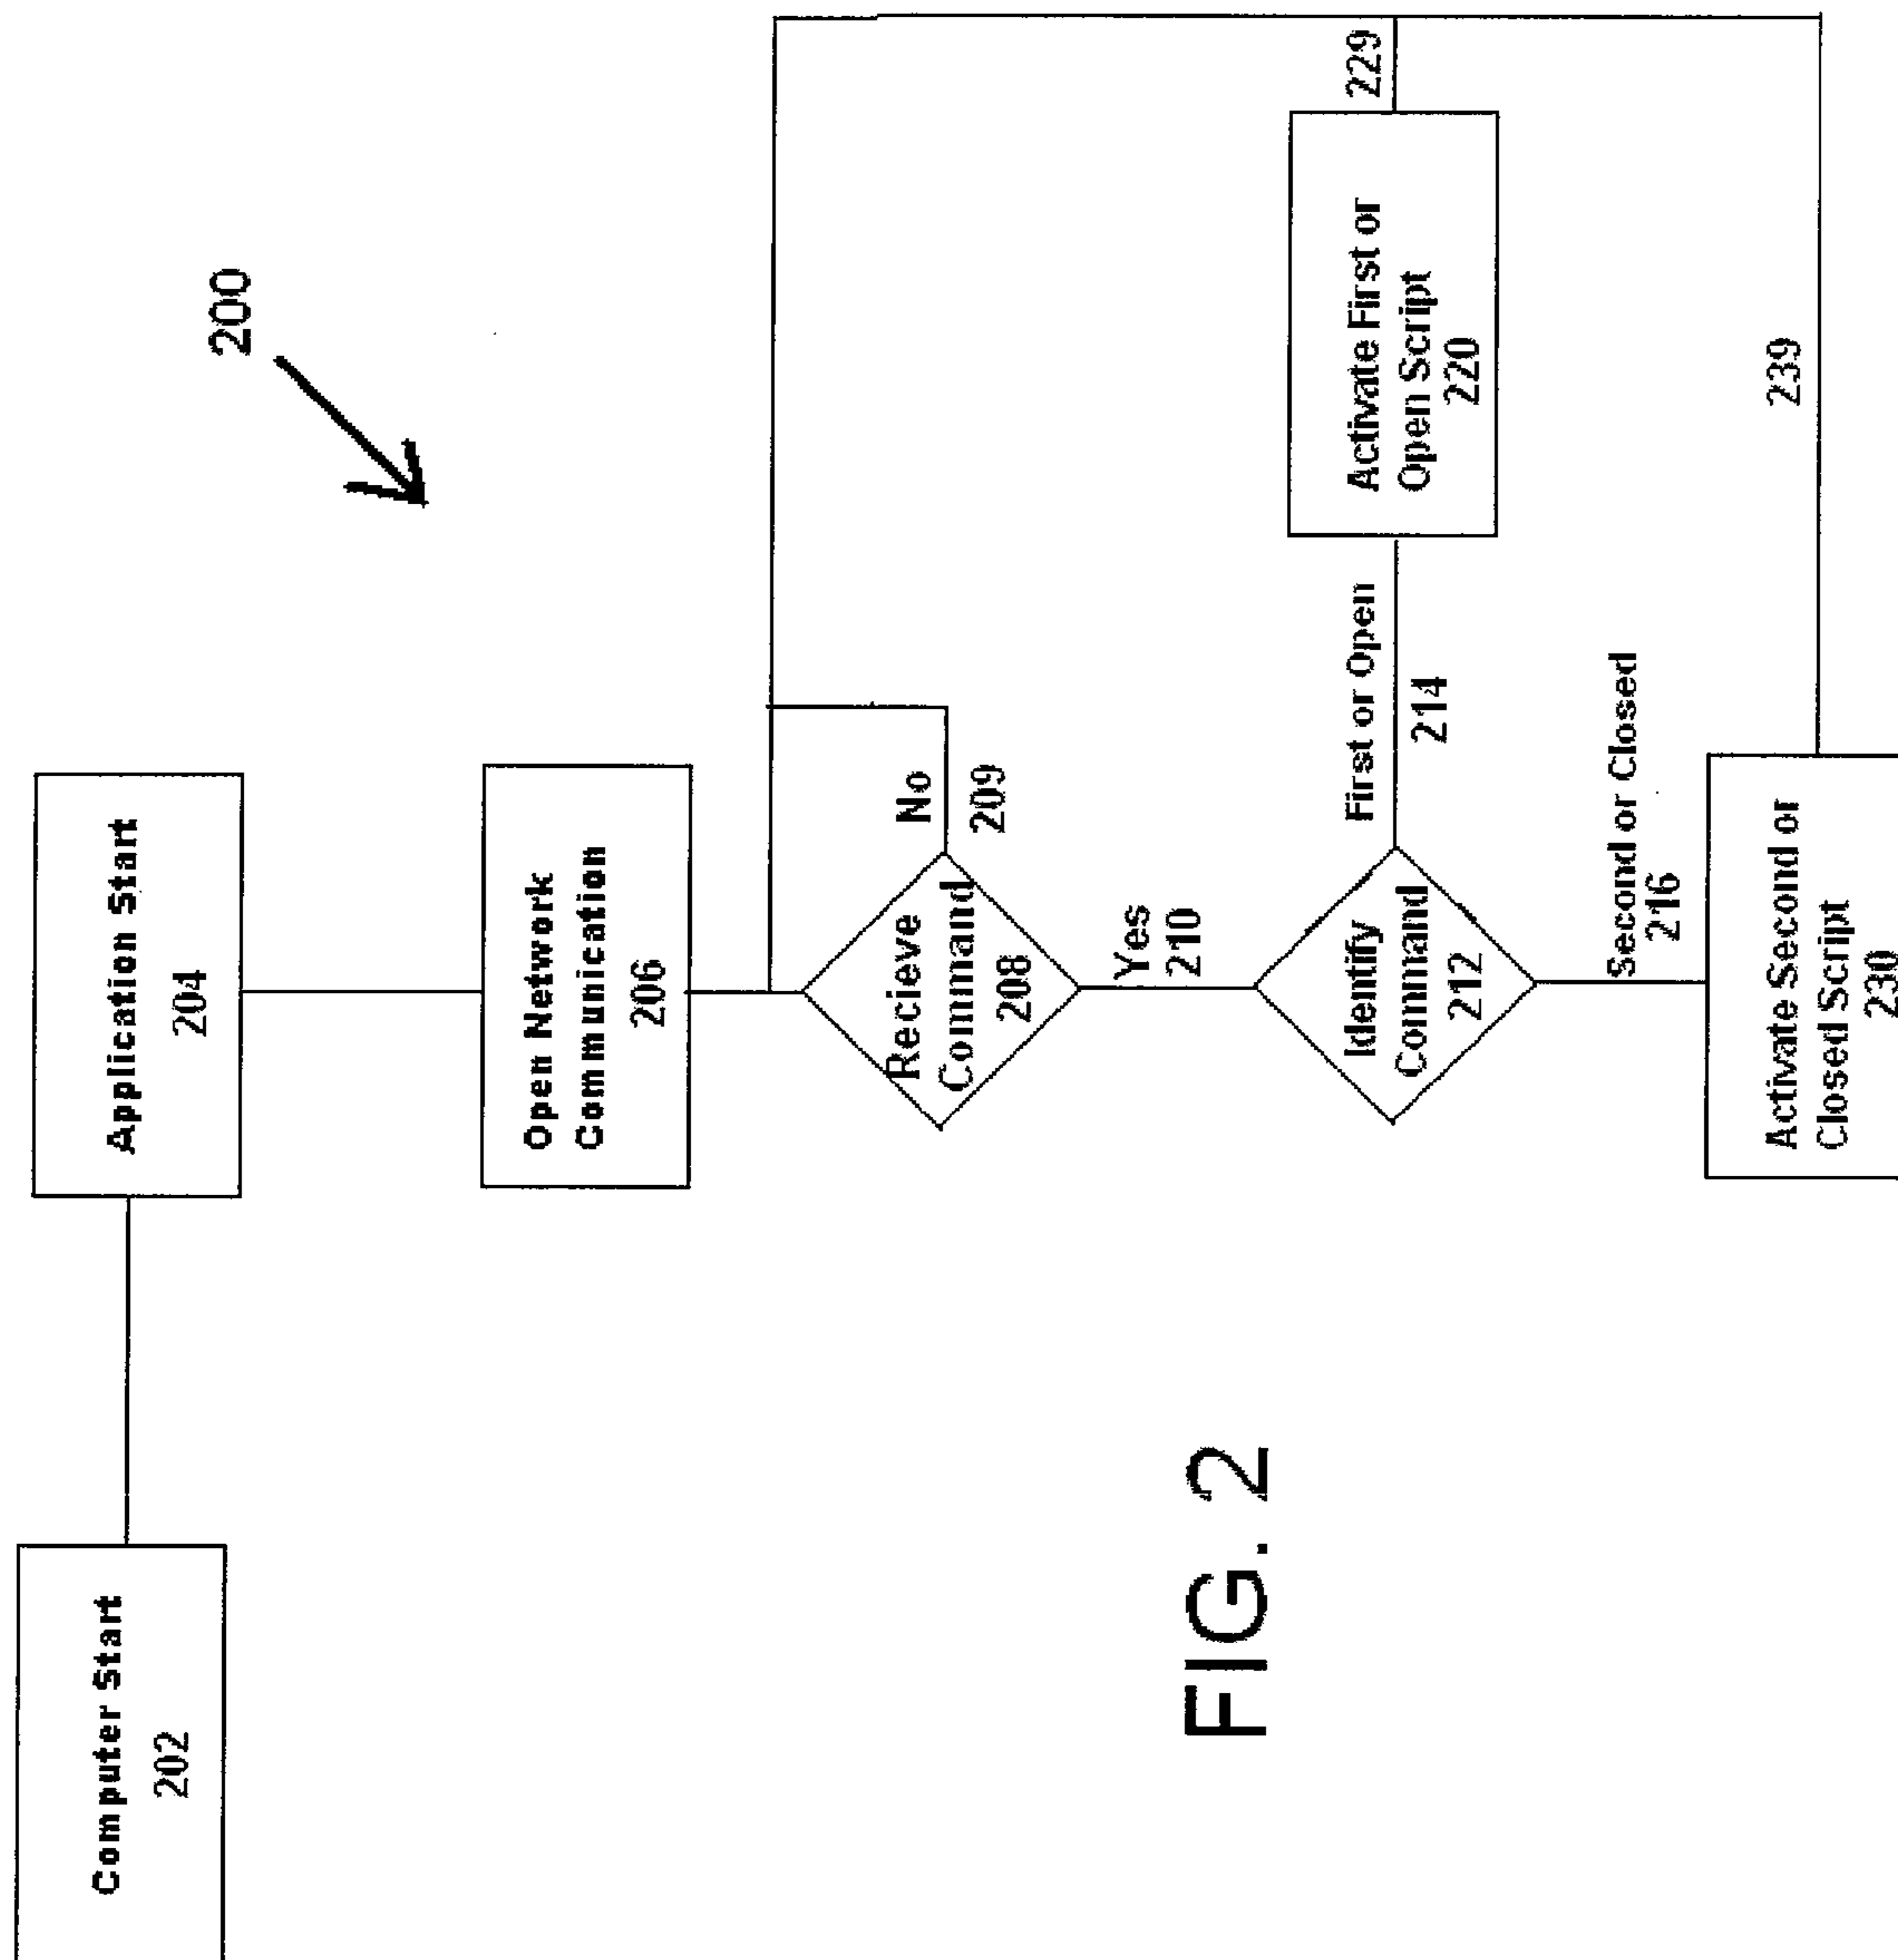 200
Computer Start
202
Application Start
204
Open Network
Communication
206
Recieve
Command
208
No
209
Yes
210
Identify
Command
212
First or Open
214
Activate First or
Open Script
220
229
Second or Closed
216
Activate Second or
Closed Script
230
239
FIG. 2